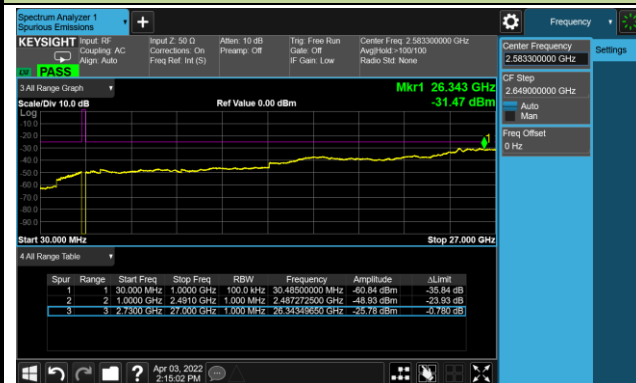 Spectrum Analyzer 1
Spurious Emissions
Frequency
KEYSIGHT Input: RF Input Z: 50 Ω Atten: 10 dB Trig: Free Run Center Freq: 2.583300000 GHz
Coupling: AC Corrections: On Preamp: Off Gate: Off Avg|Hold:>100/100
Align: Auto Freq Ref: Int (S) IF Gain: Low Radio Std: None
PASS
Center Frequency
2.583300000 GHz
Settings
CF Step
2.649000000 GHz
Auto
Man
Freq Offset
0 Hz
3 All Range Graph
Mkr1 26.343 GHz
Scale/Div 10.0 dB Ref Value 0.00 dBm -31.47 dBm
Log
-10.0
-20.0
-30.0
-40.0
-50.0
-60.0
-70.0
-80.0
-90.0
1
Start 30.000 MHz Stop 27.000 GHz
4 All Range Table
Spur Range Start Freq Stop Freq RBW Frequency Amplitude ΔLimit
1 1 30.000 MHz 1.0000 GHz 100.0 kHz 30.48500000 MHz -60.84 dBm -35.84 dB
2 2 1.0000 GHz 2.4910 GHz 1.000 MHz 2.487272500 GHz -48.93 dBm -23.93 dB
3 3 2.7300 GHz 27.000 GHz 1.000 MHz 26.34349650 GHz -25.78 dBm -0.780 dB
Apr 03, 2022
2:15:02 PM